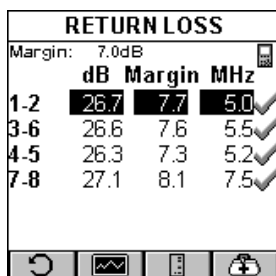 RETURN LOSS
Margin: 7.0dB
dB Margin MHz
1-2 26.7 7.7 5.0
3-6 26.6 7.6 5.5
4-5 26.3 7.3 5.2
7-8 27.1 8.1 7.5